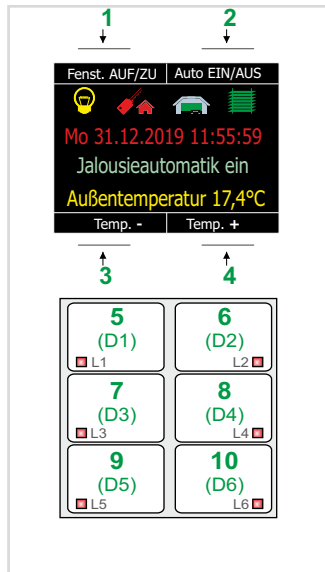 1 2
Fenst. AUF/ZU Auto EIN/AUS
Mo 31.12.2019 11:55:59
Jalousieautomatik ein
Außentemperatur 17,4°C
Temp. - Temp. +
3 4
5 6
(D1) (D2)
L1 L2
7 8
(D3) (D4)
L3 L4
9 10
(D5) (D6)
L5 L6